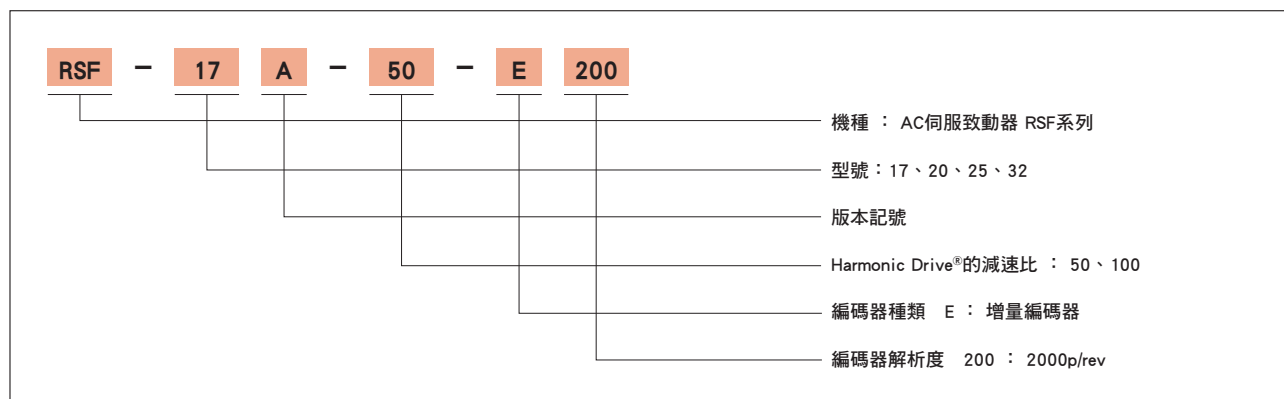 RSF - 17 A - 50 - E 200
機種 ： AC伺服致動器 RSF系列
型號：17、20、25、32
版本記號
Harmonic Drive®的減速比 ： 50、100
編碼器種類　E ： 增量編碼器
編碼器解析度　200 ： 2000p/rev